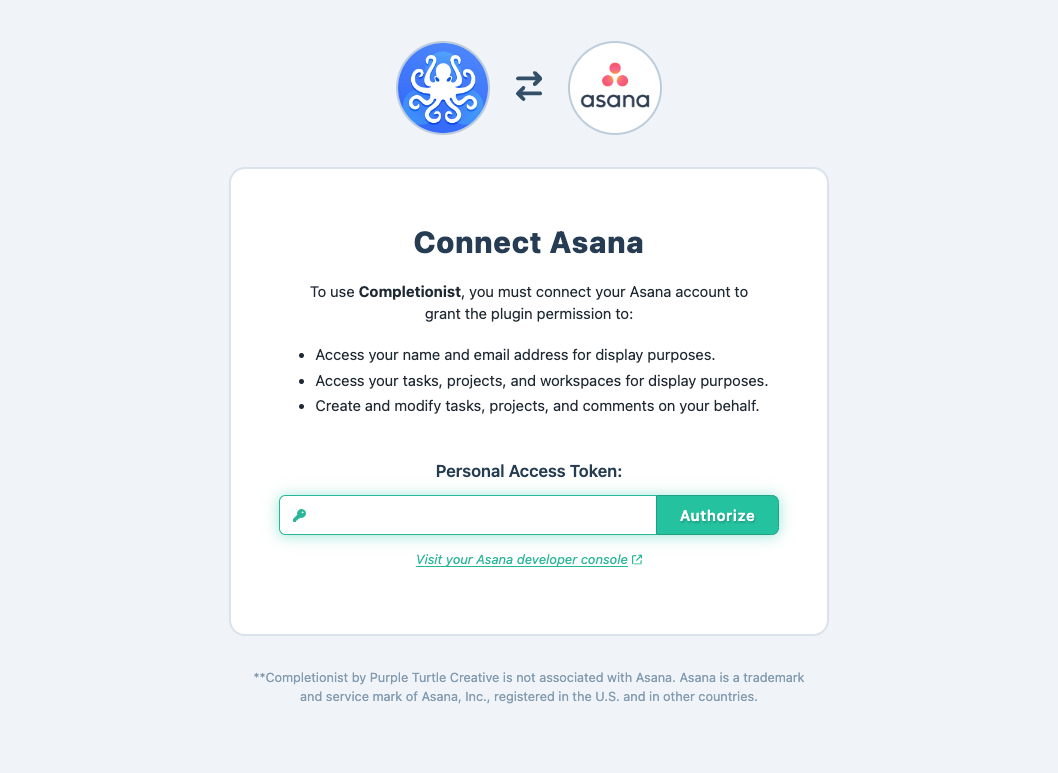 asana
Connect Asana
To use Completionist, you must connect your Asana account to
grant the plugin permission to:
• Access your name and email address for display purposes.
• Access your tasks, projects, and workspaces for display purposes.
• Create and modify tasks, projects, and comments on your behalf.
Personal Access Token:
Authorize
Visit your Asana developer console
**Completionist by Purple Turtle Creative is not associated with Asana. Asana is a trademark
and service mark of Asana, Inc., registered in the U.S. and in other countries.